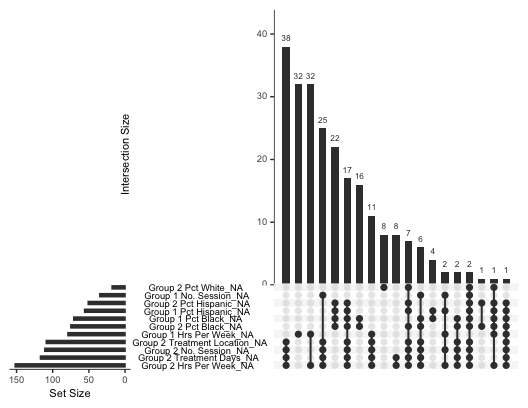 38
40
32 32
30
25
22
20
17
16
11
10
8 8
7
6
4
2 2 2
1 1 1
0
Intersection Size
Group 2 Pct White_NA
Group 1 No. Session_NA
Group 2 Pct Hispanic_NA
Group 1 Pct Hispanic_NA
Group 1 Pct Black_NA
Group 2 Pct Black_NA
Group 1 Hrs Per Week_NA
Group 2 Treatment Location_NA
Group 2 No. Session_NA
Group 2 Treatment Days_NA
Group 2 Hrs Per Week_NA
150 100 50 0
Set Size